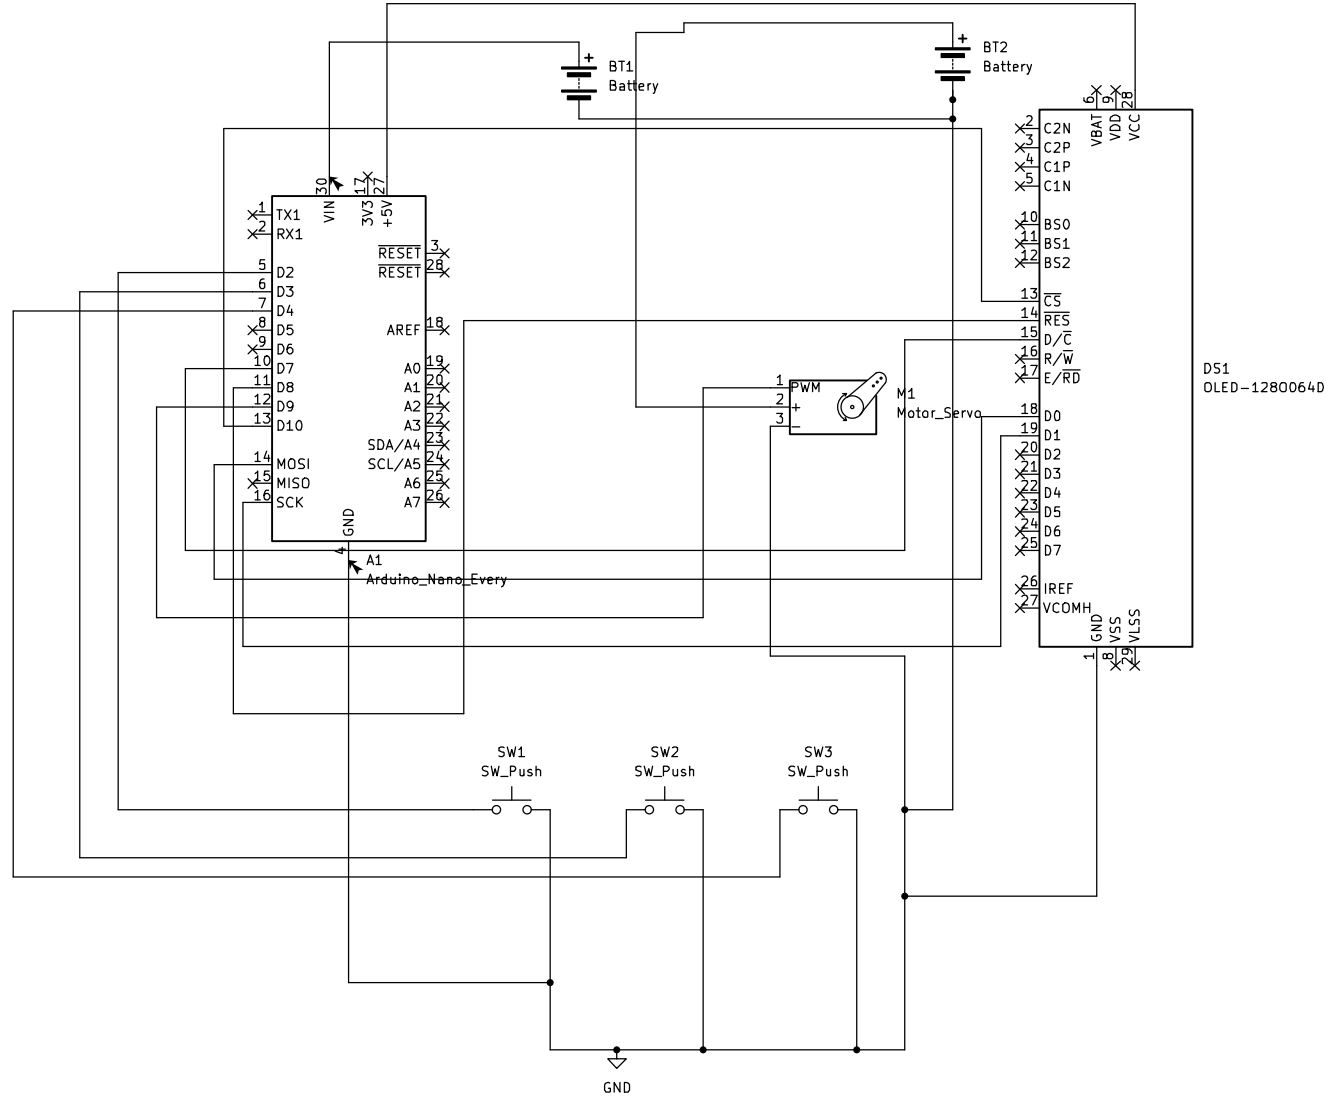 BT1
Battery
BT2
Battery
6
VBAT
9
VDD
28
VCC
2
C2N
3
C2P
4
C1P
5
C1N
10
BS0
11
BS1
12
BS2
13
CS
14
RES
15
D/C
16
R/W
17
E/RD
18
D0
19
D1
20
D2
21
D3
22
D4
23
D5
24
D6
25
D7
26
IREF
27
VCOMH
1
GND
8
VSS
29
VLSS
DS1
OLED-128O064D
30
VIN
17
3V3
27
+5V
1
TX1
2
RX1
5
D2
6
D3
7
D4
8
D5
9
D6
10
D7
11
D8
12
D9
13
D10
14
MOSI
15
MISO
16
SCK
RESET
3
RESET
28
AREF
18
A0
19
A1
20
A2
21
A3
22
SDA/A4
23
SCL/A5
24
A6
25
A7
26
GND
4
A1
Arduino_Nano_Every
1
PWM
2
+
3
−
M1
Motor_Servo
SW1
SW_Push
SW2
SW_Push
SW3
SW_Push
GND